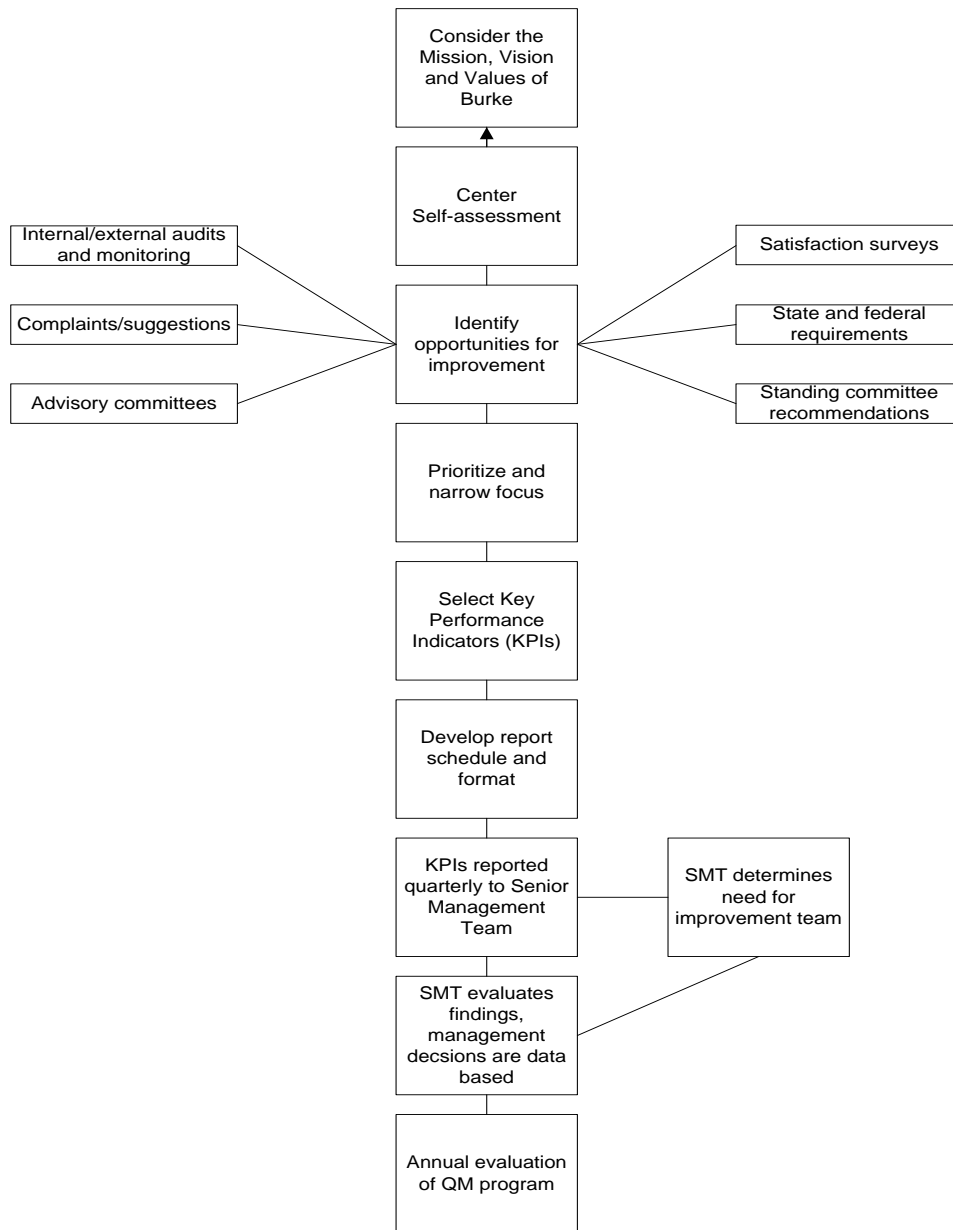 Consider the
Mission, Vision
and Values of
Burke
Center
Self-assessment
Internal/external audits
and monitoring
Complaints/suggestions
Advisory committees
Identify
opportunities for
improvement
Satisfaction surveys
State and federal
requirements
Standing committee
recommendations
Prioritize and
narrow focus
Select Key
Performance
Indicators (KPIs)
Develop report
schedule and
format
KPIs reported
quarterly to Senior
Management
Team
SMT determines
need for
improvement team
SMT evaluates
findings,
management
decsions are data
based
Annual evaluation
of QM program